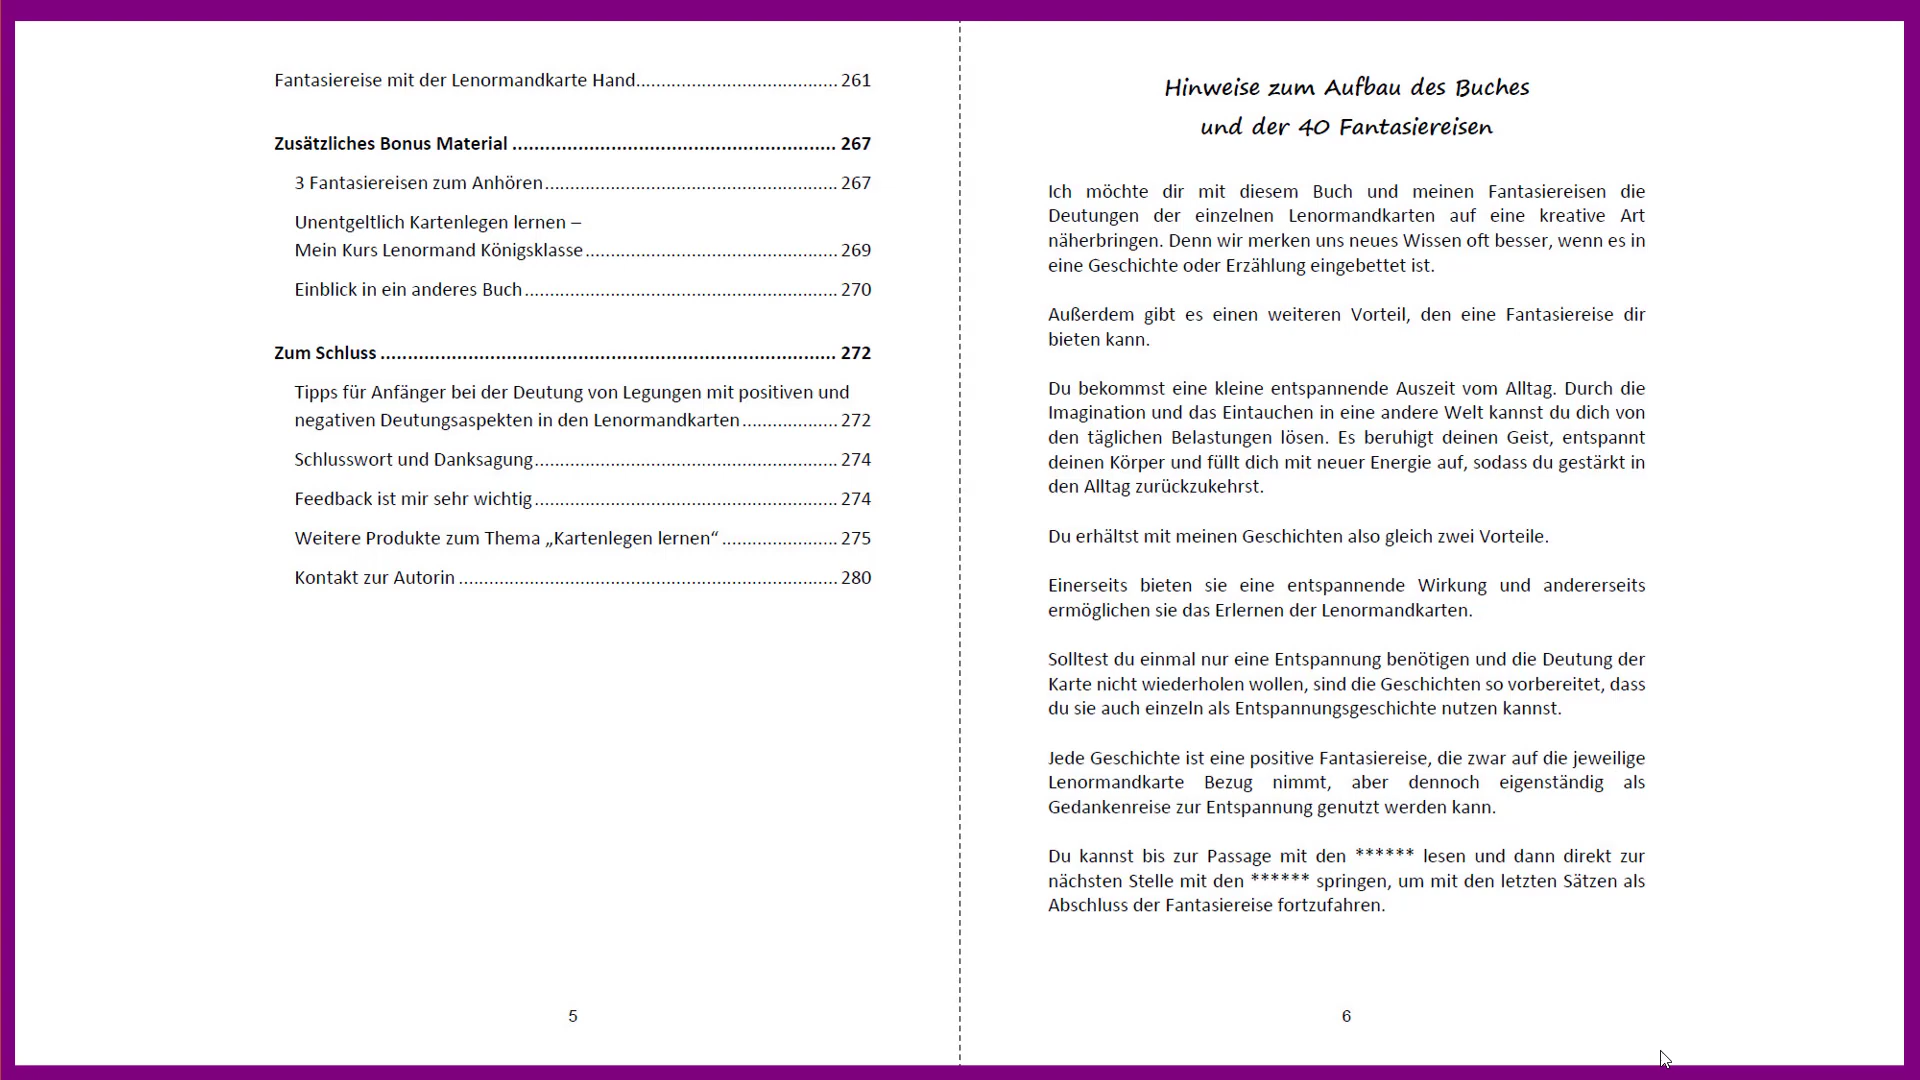 Fantasiereise mit der Lenormandkarte Hand....................................... 261
Zusätzliches Bonus Material ................................................ 267
3 Fantasiereisen zum Anhören......................................................... 267
Unentgeltlich Kartenlegen lernen –
Mein Kurs Lenormand Königsklasse................................................. 269
Einblick in ein anderes Buch............................................................. 270
Zum Schluss .................................................................... 272
Tipps für Anfänger bei der Deutung von Legungen mit positiven und
negativen Deutungsaspekten in den Lenormandkarten................... 272
Schlusswort und Danksagung........................................................... 274
Feedback ist mir sehr wichtig........................................................... 274
Weitere Produkte zum Thema „Kartenlegen lernen“ ....................... 275
Kontakt zur Autorin .......................................................................... 280
5
Hinweise zum Aufbau des Buches
und der 40 Fantasiereisen
Ich möchte dir mit diesem Buch und meinen Fantasiereisen die
Deutungen der einzelnen Lenormandkarten auf eine kreative Art
näherbringen. Denn wir merken uns neues Wissen oft besser, wenn es in
eine Geschichte oder Erzählung eingebettet ist.
Außerdem gibt es einen weiteren Vorteil, den eine Fantasiereise dir
bieten kann.
Du bekommst eine kleine entspannende Auszeit vom Alltag. Durch die
Imagination und das Eintauchen in eine andere Welt kannst du dich von
den täglichen Belastungen lösen. Es beruhigt deinen Geist, entspannt
deinen Körper und füllt dich mit neuer Energie auf, sodass du gestärkt in
den Alltag zurückzukehrst.
Du erhältst mit meinen Geschichten also gleich zwei Vorteile.
Einerseits bieten sie eine entspannende Wirkung und andererseits
ermöglichen sie das Erlernen der Lenormandkarten.
Solltest du einmal nur eine Entspannung benötigen und die Deutung der
Karte nicht wiederholen wollen, sind die Geschichten so vorbereitet, dass
du sie auch einzeln als Entspannungsgeschichte nutzen kannst.
Jede Geschichte ist eine positive Fantasiereise, die zwar auf die jeweilige
Lenormandkarte Bezug nimmt, aber dennoch eigenständig als
Gedankenreise zur Entspannung genutzt werden kann.
Du kannst bis zur Passage mit den ****** lesen und dann direkt zur
nächsten Stelle mit den ****** springen, um mit den letzten Sätzen als
Abschluss der Fantasiereise fortzufahren.
6